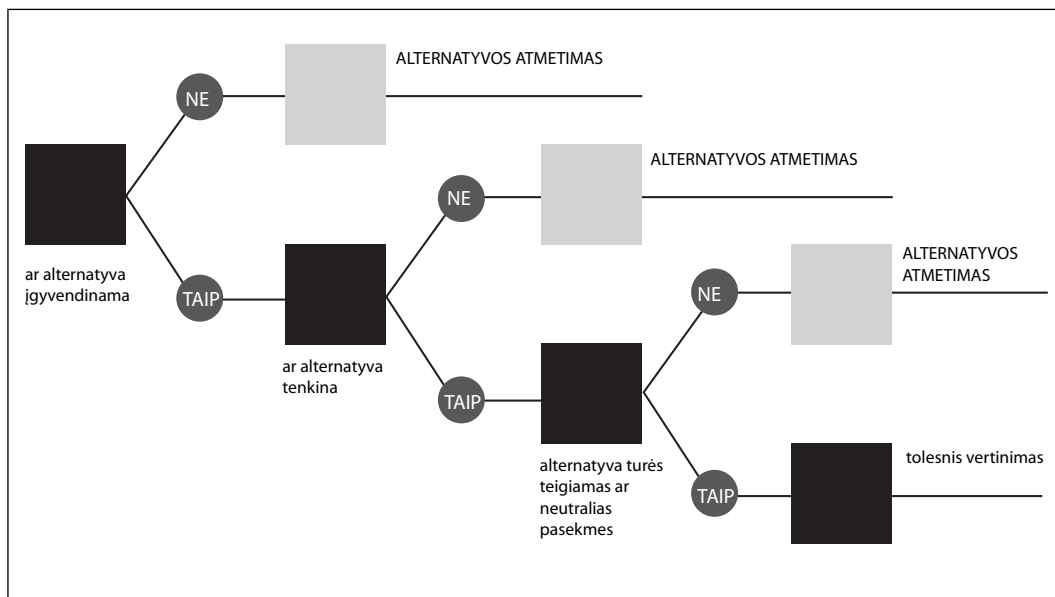 ALTERNATYVOS ATMETIMAS
NE
ALTERNATYVOS ATMETIMAS
NE
ar alternatyva
įgyvendinama
TAIP
ALTERNATYVOS
ATMETIMAS
NE
ar alternatyva
tenkina
TAIP
alternatyva turės
teigiamas ar
neutralias
pasekmes
tolesnis vertinimas
TAIP